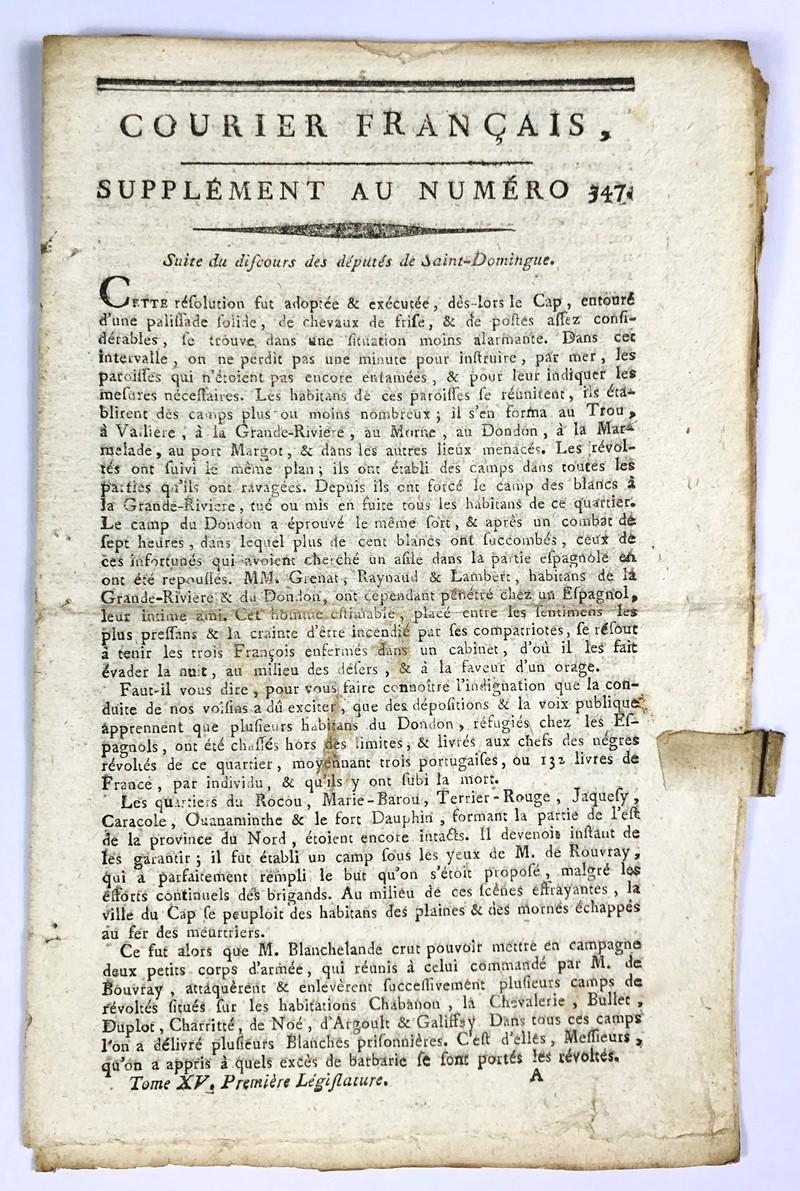 COURIER FRANÇAIS,
SUPPLÉMENT AU NUMÉRO 347.
Suite du diſcours des députés de Saint-Domingue.
CETTE réſolution fut adoptée & exécutée, dès-lors le Cap, entouré
d'une paliſſade ſolide, de chevaux de friſe, & de poſtes aſſez conſi-
dérables, ſe trouve dans une ſituation moins alarmante. Dans cet
intervalle, on ne perdit pas une minute pour inſtruire, par mer, les
paroiſſes qui n'étoient pas encore entamées, & pour leur indiquer les
meſures néceſſaires. Les habitans de ces paroiſſes ſe réunirent, ils éta-
blirent des camps plus ou moins nombreux; il s'en forma au Trou,
à Valliere, à la Grande-Riviere, au Morne, au Dondon, à la Mar-
melade, au port Margot, & dans les autres lieux menacés. Les révol-
tés ont ſuivi le même plan; ils ont établi des camps dans toutes les
parties qu'ils ont ravagées. Depuis ils ont forcé le camp des blancs à
la Grande-Riviere, tué ou mis en fuite tous les habitans de ce quartier.
Le camp du Dondon a éprouvé le même ſort, & après un combat de
ſept heures, dans lequel plus de cent blancs ont ſuccombés, ceux de
ces infortunés qui avoient cherché un aſile dans la partie eſpagnole en
ont été repouſſés. MM. Grenat, Raynaud & Lambert, habitans de la
Grande-Riviere & du Dondon, ont cependant pénétré chez un Eſpagnol,
leur intime ami. Cet homme eſtimable, placé entre les ſentimens les
plus preſſans & la crainte d'être incendié par ſes compatriotes, ſe réſout
à tenir les trois François enfermés dans un cabinet, d'où il les fait
évader la nuit, au milieu des déſers, & à la faveur d'un orage.
Faut-il vous dire, pour vous faire connoître l'indignation que la con-
duite de nos voiſins a dû exciter, que des dépoſitions & la voix publique
apprennent que pluſieurs habitans du Dondon, réfugiés chez les Eſ-
pagnols, ont été chaſſés hors des limites, & livrés aux chefs des négres
révoltés de ce quartier, moyennant trois portugaiſes, ou 132 livres de
France, par individu, & qu'ils y ont ſubi la mort.
Les quartiers du Rocou, Marie-Barou, Terrier-Rouge, Jaqueſy,
Caracole, Ouanaminthe & le fort Dauphin, formant la partie de l'eſt
de la province du Nord, étoient encore intacts. Il devenoit inſtant de
les garantir; il fut établi un camp ſous les yeux de M. de Rouvray,
qui a parfaitement rempli le but qu'on s'étoit propoſé, malgré les
efforts continuels des brigands. Au milieu de ces ſcènes effrayantes, la
ville du Cap ſe peuploit des habitans des plaines & des mornes échappés
au fer des meurtriers.
Ce fut alors que M. Blanchelande crut pouvoir mettre en campagne
deux petits corps d'armée, qui réunis à celui commandé par M. de
Bouvray, attaquèrent & enlevèrent ſucceſſivement pluſieurs camps de
révoltés ſitués ſur les habitations Chabanon, la Chevalerie, Bullet,
Duplot, Charritté, de Noé, d'Argoult & Galiffay. Dans tous ces camps
l'on a délivré pluſieurs Blanches priſonnières. C'eſt d'elles, Meſſieurs,
qu'on a appris à quels excès de barbarie ſe ſont portés les révoltés.
Tome XV, Première Légiſlature. A